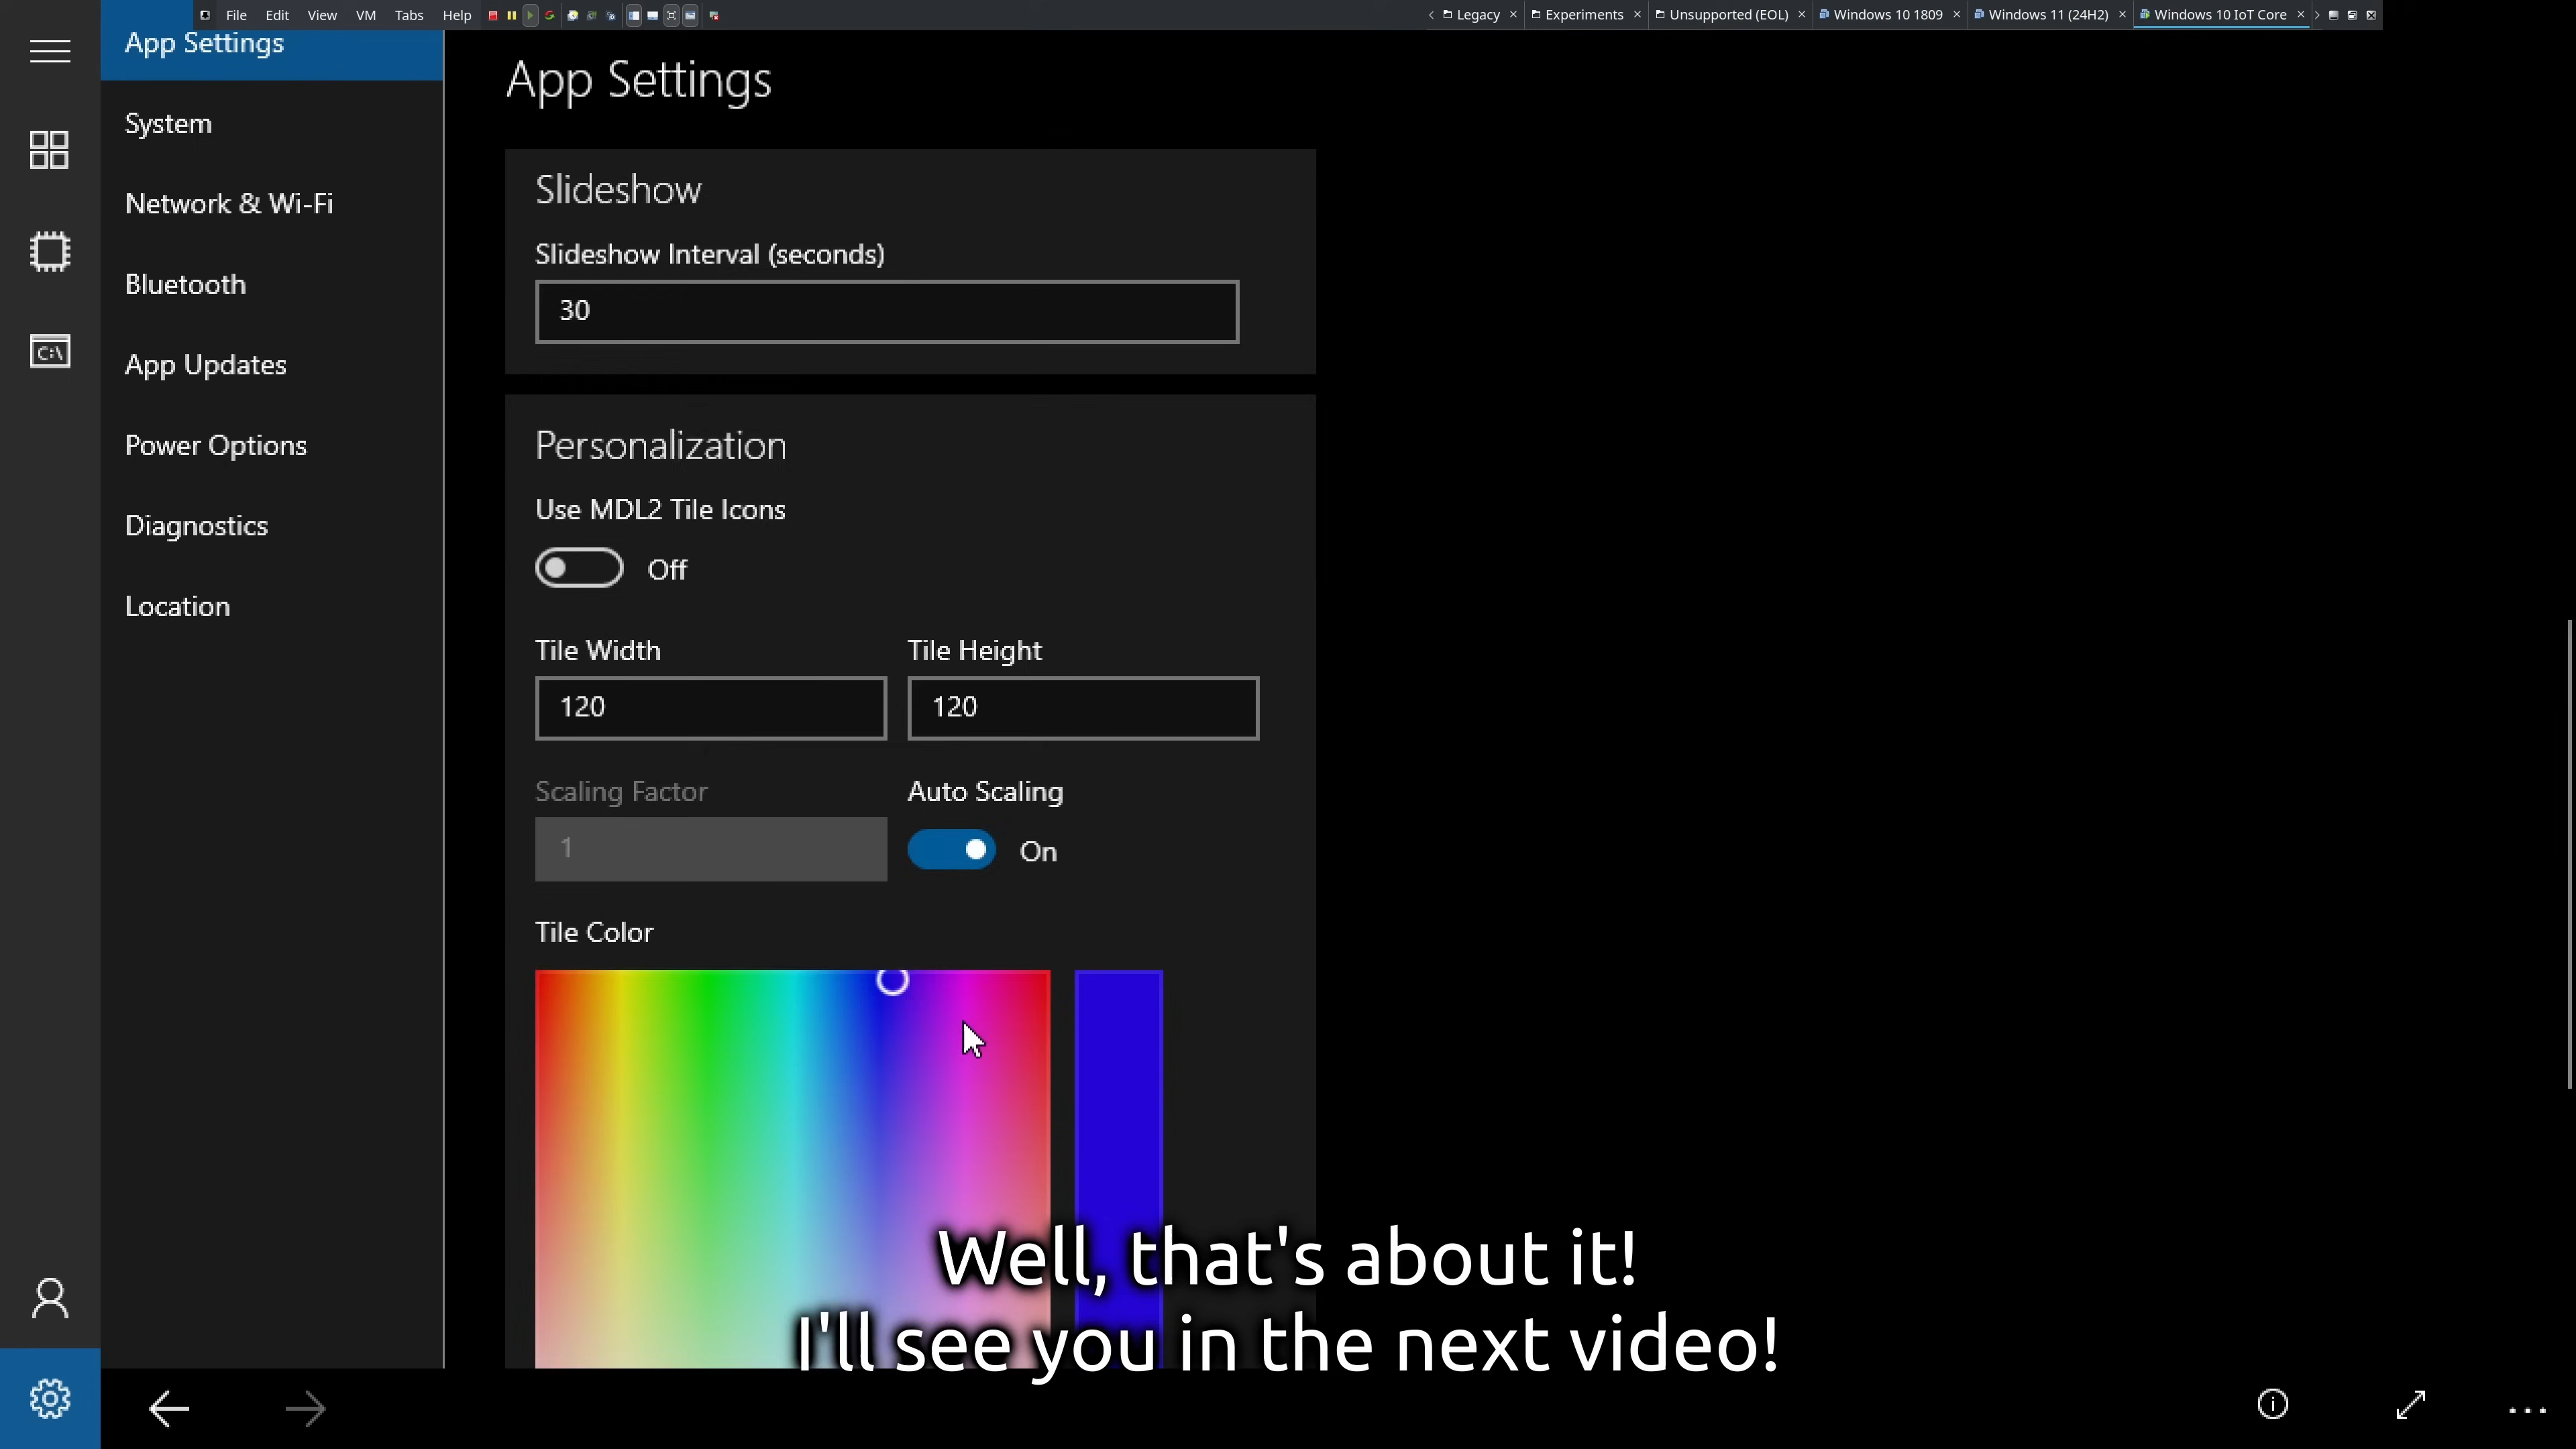 File Edit View VM Tabs Help
Legacy Experiments Unsupported (EOL) Windows 10 1809 Windows 11 (24H2) Windows 10 IoT Core
App Settings
System
Network & Wi-Fi
Bluetooth
App Updates
Power Options
Diagnostics
Location
C:\
App Settings
Slideshow
Slideshow Interval (seconds)
30
Personalization
Use MDL2 Tile Icons
Off
Tile Width Tile Height
120 120
Scaling Factor Auto Scaling
1 On
Tile Color
Well, that's about it!
I'll see you in the next video!